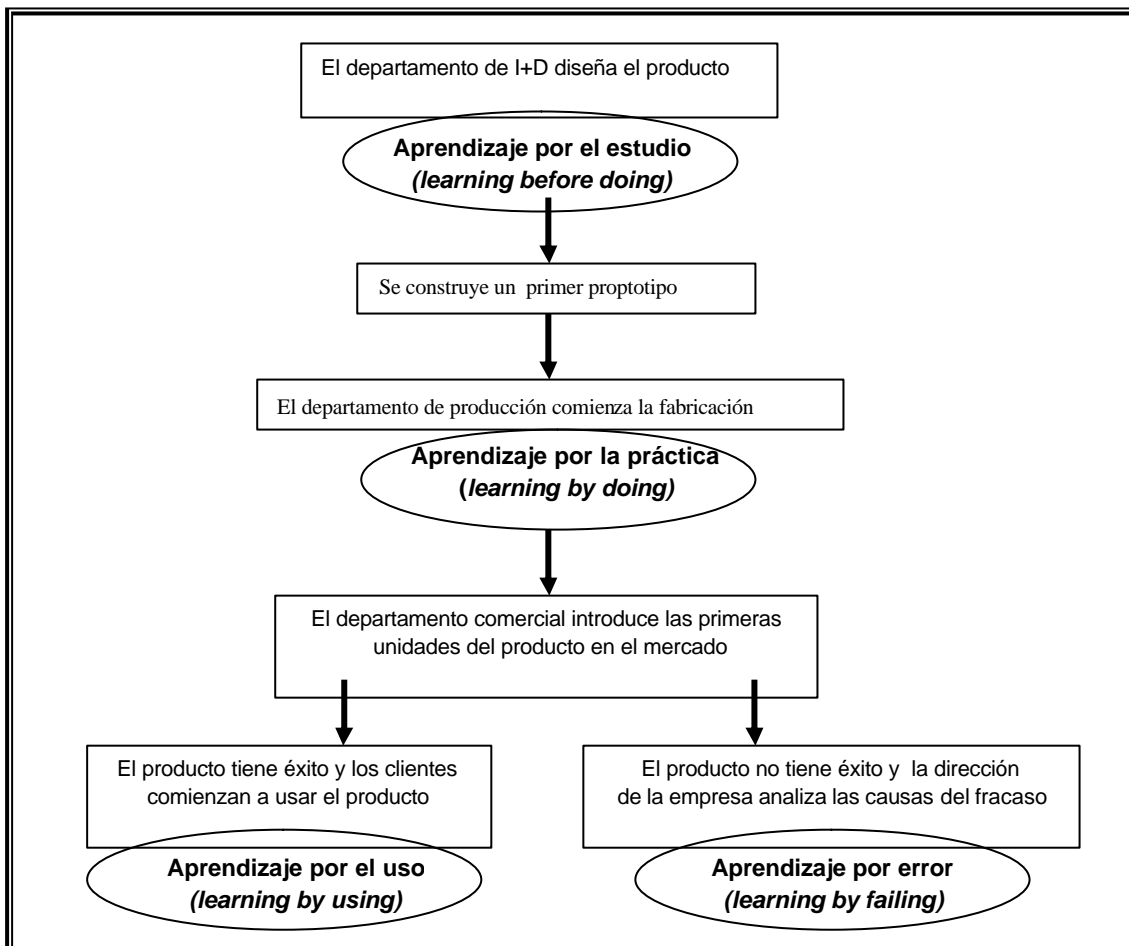 El departamento de I+D diseña el producto
Aprendizaje por el estudio
(learning before doing)
Se construye un primer proptotipo
El departamento de producción comienza la fabricación
Aprendizaje por la práctica
(learning by doing)
El departamento comercial introduce las primeras
unidades del producto en el mercado
El producto tiene éxito y los clientes
comienzan a usar el producto
Aprendizaje por el uso
(learning by using)
El producto no tiene éxito y la dirección
de la empresa analiza las causas del fracaso
Aprendizaje por error
(learning by failing)